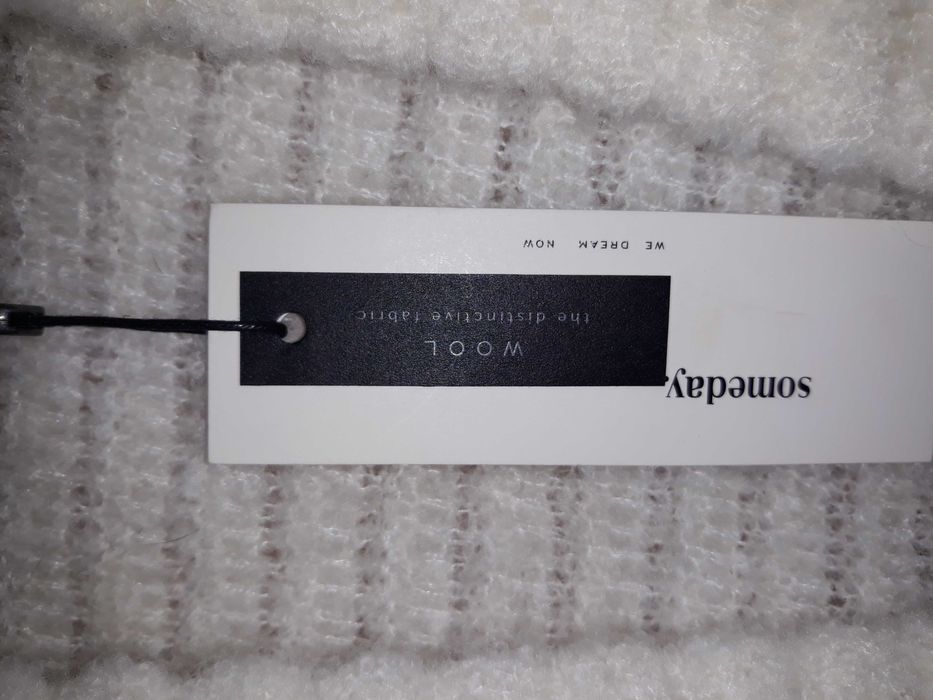 someday.
WOOL
the distinctive fabric
WE DREAM NOW